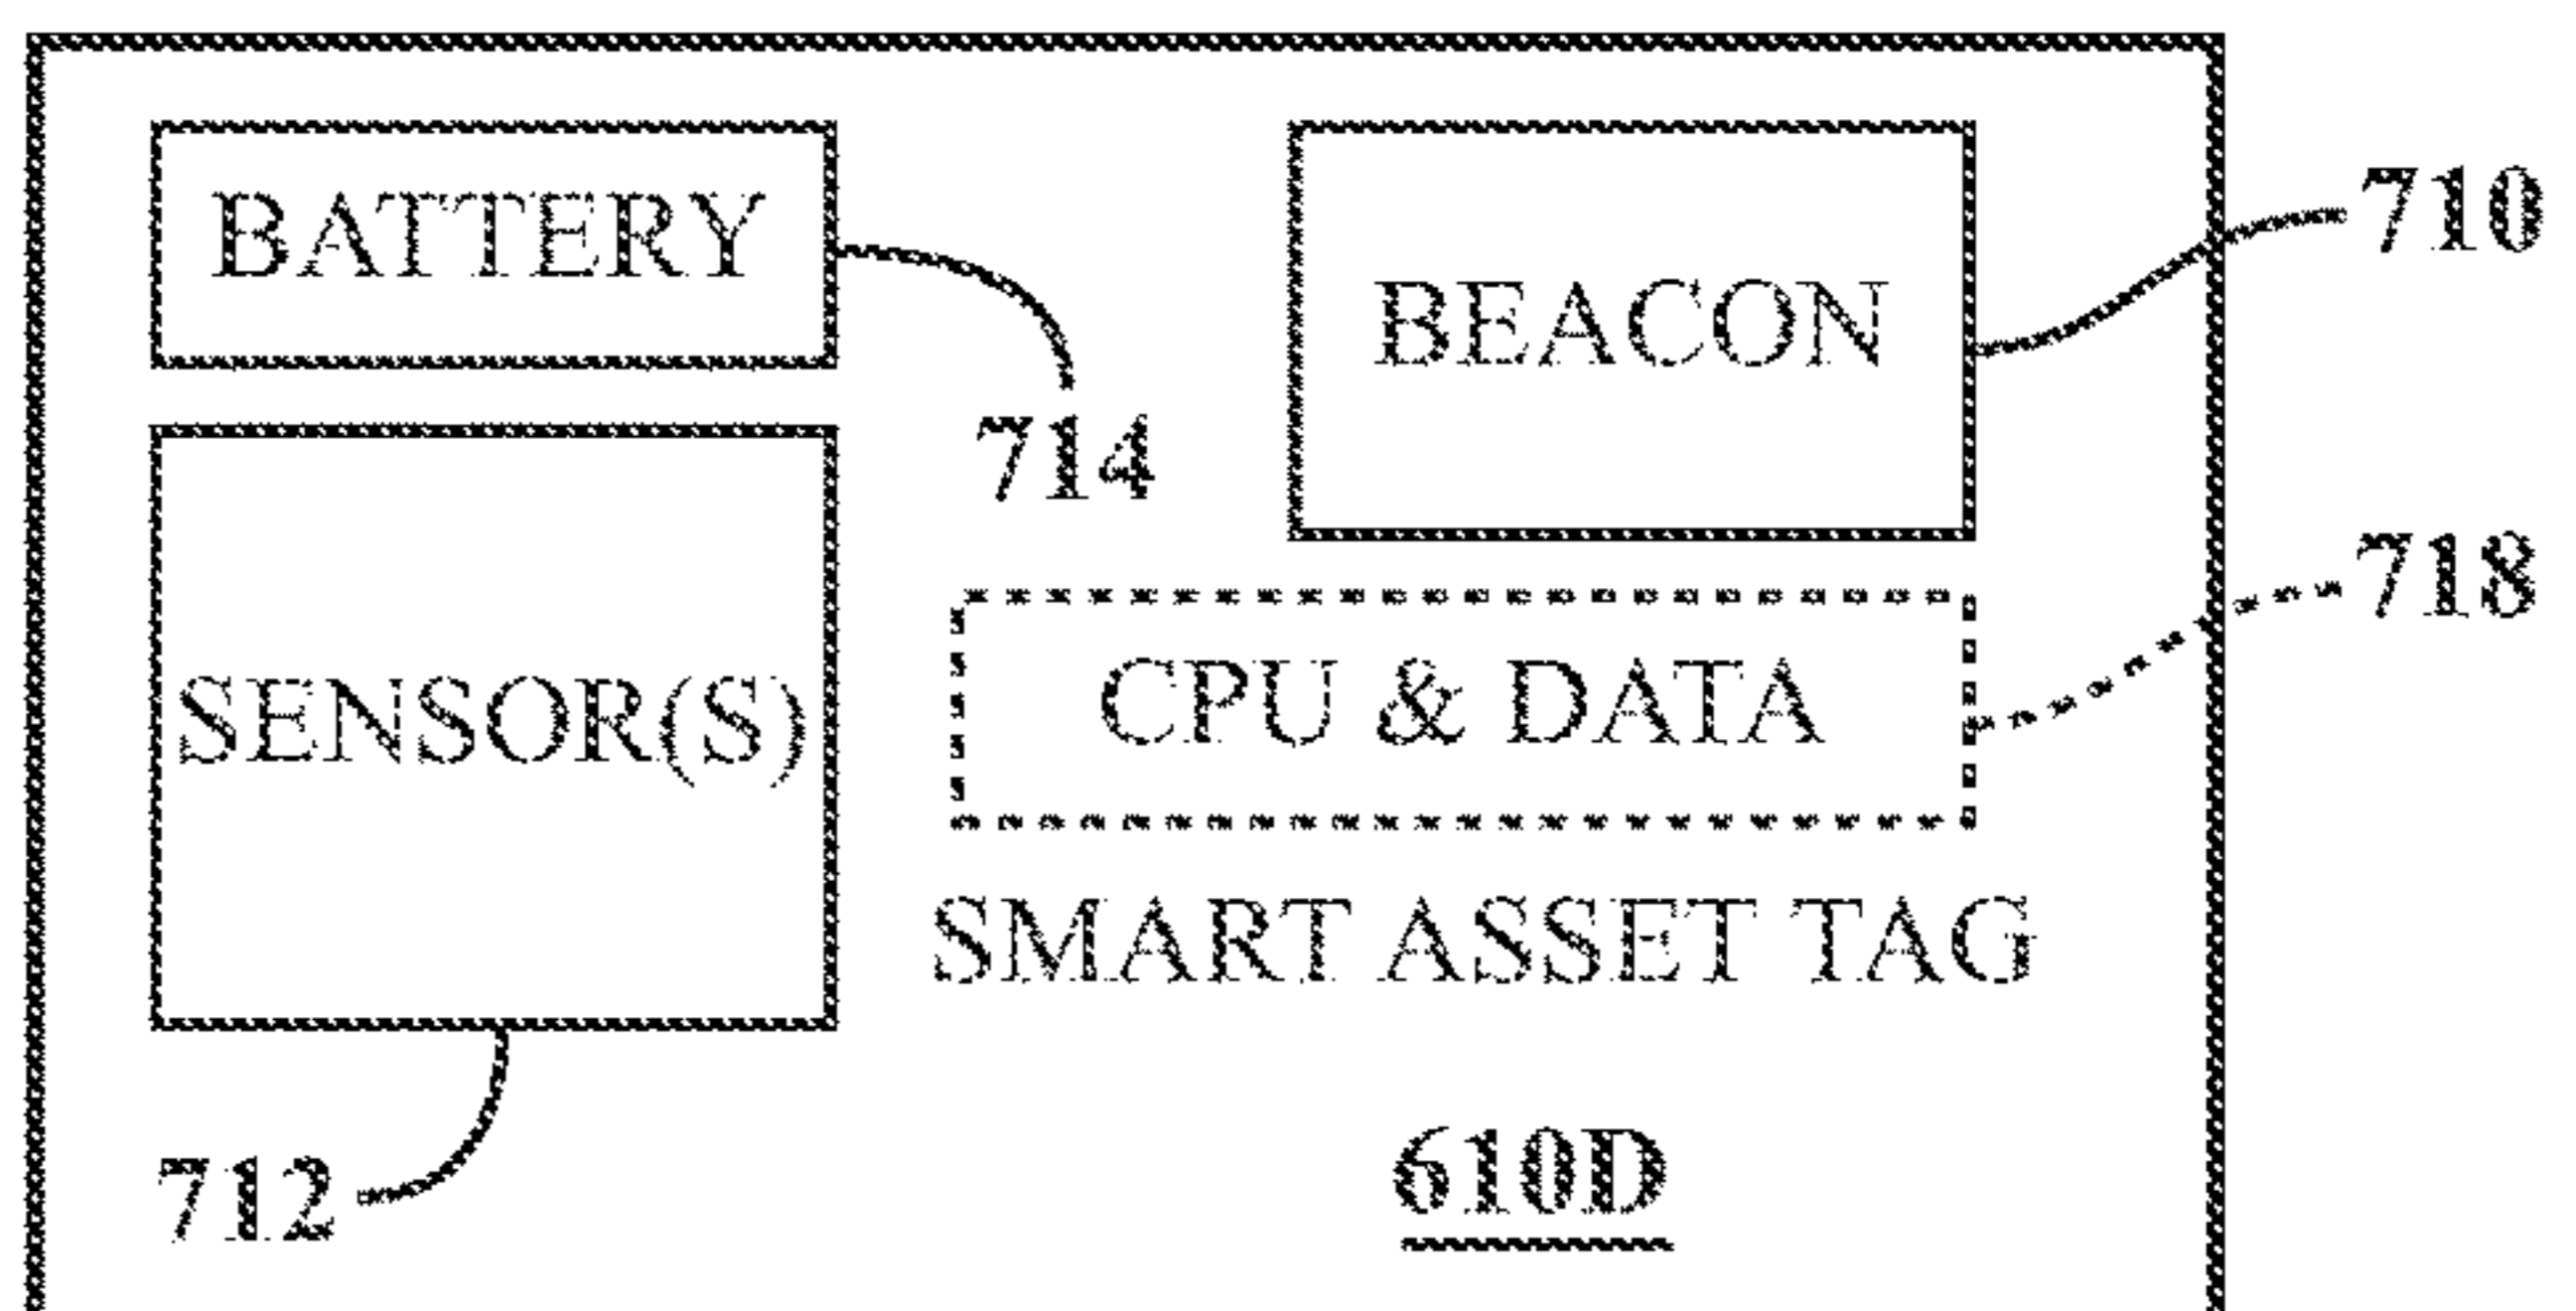 BATTERY
BEACON
710
714
718
CPU & DATA
SENSOR(S)
SMART ASSET TAG
712
610D